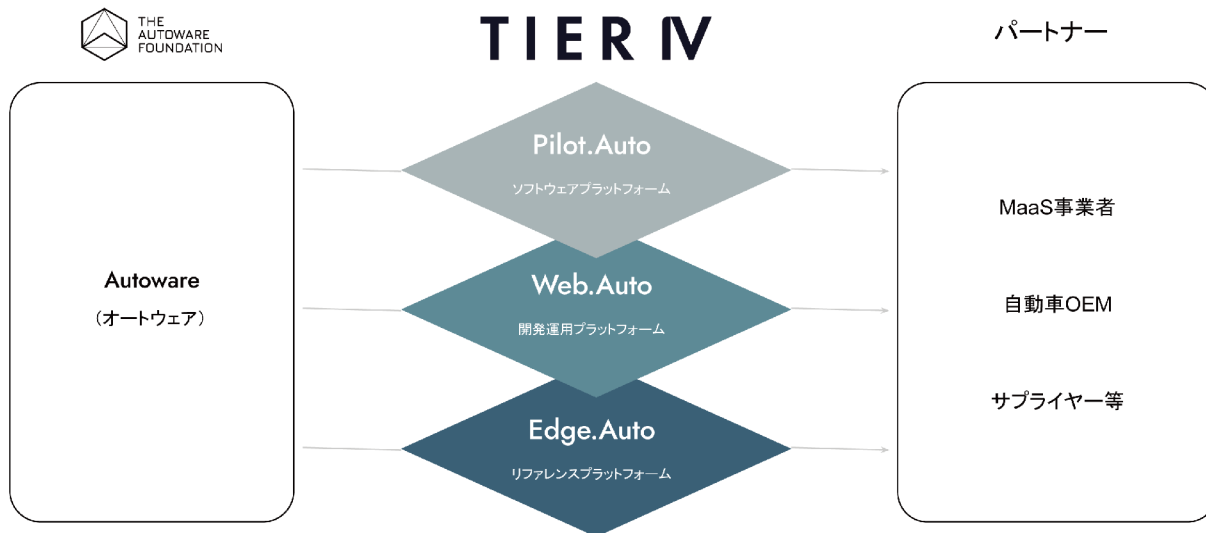 THE
AUTOWARE
FOUNDATION
TIER IV
パートナー
Autoware
（オートウェア）
Pilot.Auto
ソフトウェアプラットフォーム
Web.Auto
開発運用プラットフォーム
Edge.Auto
リファレンスプラットフォーム
MaaS事業者
自動車OEM
サプライヤー等